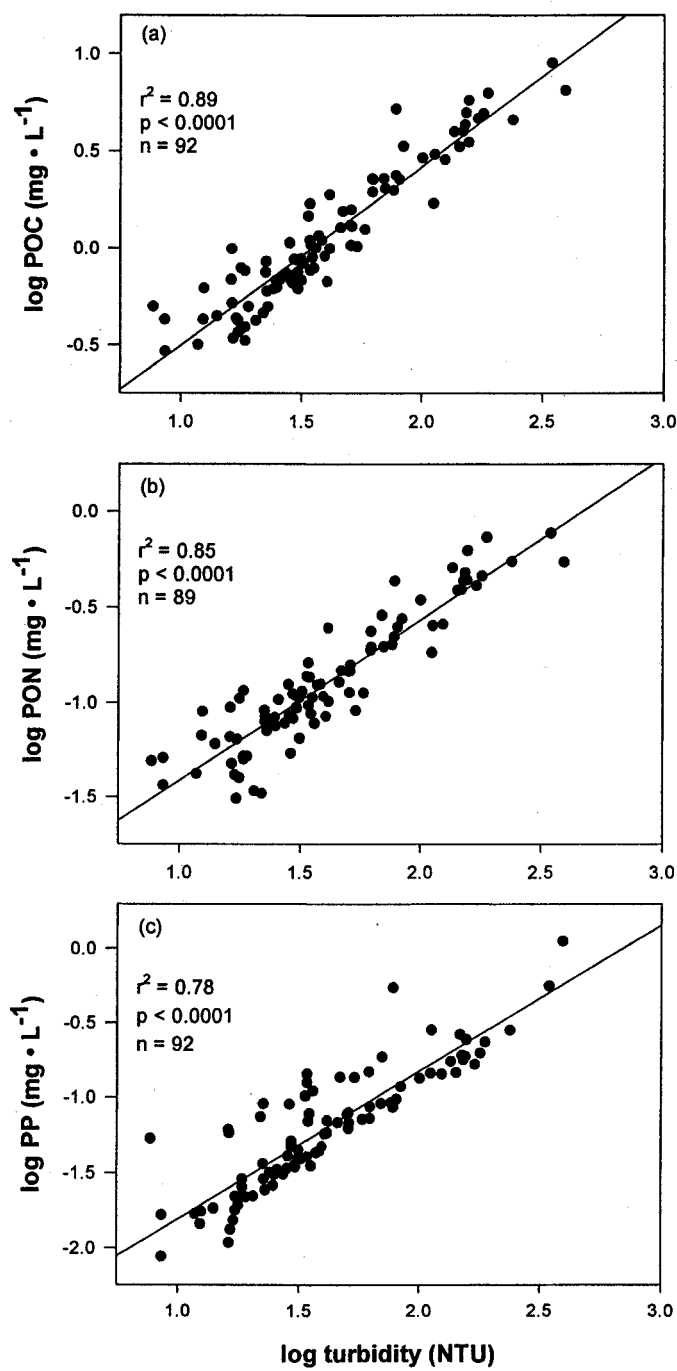 (a)
r² = 0.89
p < 0.0001
n = 92
log POC (mg • L⁻¹)
1.0
0.5
0.0
-0.5
1.0 1.5 2.0 2.5 3.0
(b)
r² = 0.85
p < 0.0001
n = 89
log PON (mg • L⁻¹)
0.0
-0.5
-1.0
-1.5
1.0 1.5 2.0 2.5 3.0
(c)
r² = 0.78
p < 0.0001
n = 92
log PP (mg • L⁻¹)
0.0
-0.5
-1.0
-1.5
-2.0
1.0 1.5 2.0 2.5 3.0
log turbidity (NTU)